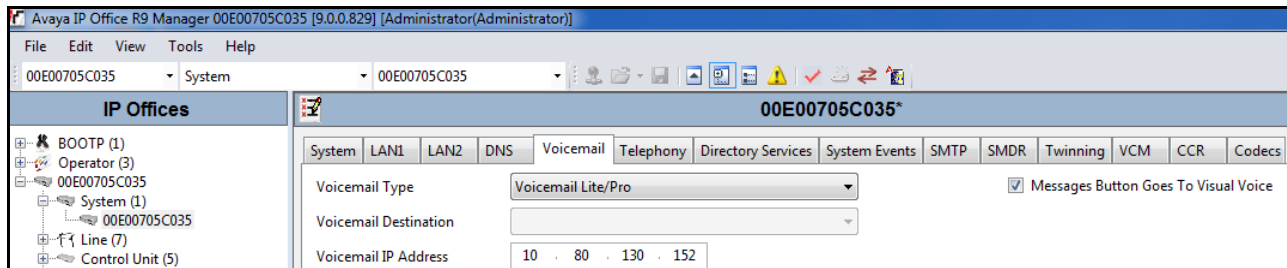 Avaya IP Office R9 Manager 00E00705C035 [9.0.0.829] [Administrator(Administrator)]
File Edit View Tools Help
00E00705C035 System 00E00705C035
IP Offices
00E00705C035*
BOOTP (1)
Operator (3)
00E00705C035
System (1)
00E00705C035
Line (7)
Control Unit (5)
System LAN1 LAN2 DNS Voicemail Telephony Directory Services System Events SMTP SMDR Twinning VCM CCR Codecs
Voicemail Type Voicemail Lite/Pro Messages Button Goes To Visual Voice
Voicemail Destination
Voicemail IP Address 10 . 80 . 130 . 152